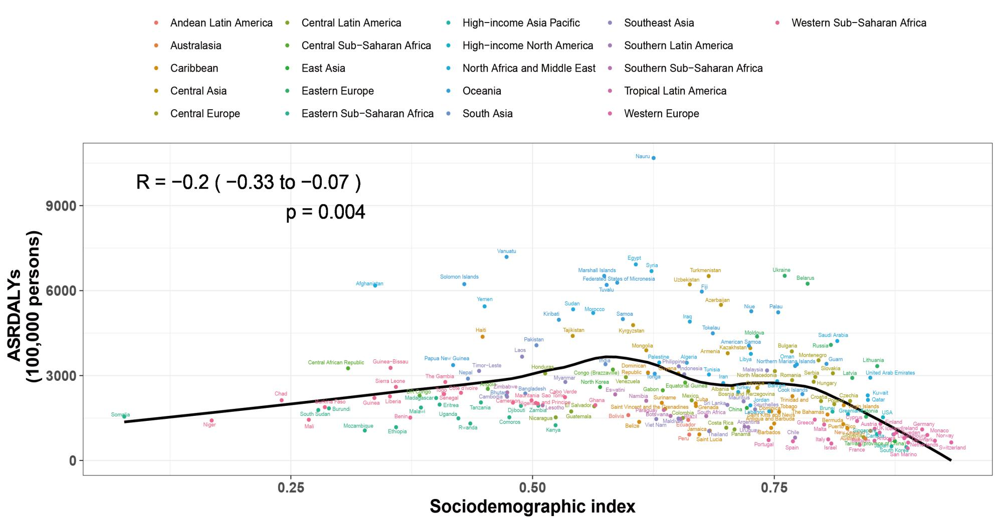 Andean Latin America
Central Latin America
High−income Asia Pacific
Southeast Asia
Western Sub−Saharan Africa
Australasia
Central Sub−Saharan Africa
High−income North America
Southern Latin America
Caribbean
East Asia
North Africa and Middle East
Southern Sub−Saharan Africa
Central Asia
Eastern Europe
Oceania
Tropical Latin America
Central Europe
Eastern Sub−Saharan Africa
South Asia
Western Europe
R = −0.2 ( −0.33 to −0.07 )
p = 0.004
ASRDALYs
(100,000 persons)
9000
6000
3000
0
Nauru
Vanuatu
Egypt
Syria
Marshall Islands
Turkmenistan
Ukraine
Solomon Islands
Federated States of Micronesia
Uzbekistan
Belarus
Afghanistan
Tuvalu
Fiji
Yemen
Azerbaijan
Sudan
Morocco
Niue
Palau
Kiribati
Samoa
Iraq
Haiti
Tajikistan
Kyrgyzstan
Tokelau
Moldova
Saudi Arabia
Pakistan
American Samoa
Mongolia
Kazakhstan
Bulgaria
Russia
Laos
Armenia
Montenegro
Papua New Guinea
India
Palestine
Algeria
Libya
Oman
Guam
Lithuania
Central African Republic
Guinea−Bissau
Timor−Leste
Honduras
Dominican
Republic
Philippines
Guyana
Indonesia
Northern Mariana Islands
Slovakia
Nepal
Congo (Brazzaville)
Tonga
Tunisia
Malaysia
Serbia
Latvia
United Arab Emirates
The Gambia
Myanmar
Venezuela
Iran
North Macedonia
Romania
Sierra Leone
North Korea
Equatorial Guinea
Georgia
Bahrain
Hungary
Angola
Zimbabwe
Bangladesh
Gabon
Albania
Turkey
Cook Islands
Togo
Côte d'Ivoire
DR Congo
Bhutan
Cabo Verde
Eswatini
Bosnia and Herzegovina
Kuwait
Chad
Madagascar
Senegal
Cambodia
Mauritania
Sao Tome
and Principe
Namibia
Suriname
Mexico
Cuba
Mauritius
Jordan
Trinidad and
Tobago
Croatia
Poland
Czechia
Qatar
Burkina Faso
Guinea
Liberia
Eritrea
Cameroon
Nigeria
Ghana
Sri Lanka
Seychelles
Virgin Islands
Burundi
Malawi
Tanzania
Djibouti
Zambia
Lesotho
El Salvador
Saint Vincent and the Grenadines
Grenada
China
Dominica
Brunei
Somalia
South Sudan
Benin
Uganda
Comoros
Nicaragua
Guatemala
Bolivia
Paraguay
Botswana
Colombia
South Africa
Lebanon
Saint Kitts and Nevis
The Bahamas
Greenland
Estonia
USA
Niger
Mali
Mozambique
Ethiopia
Rwanda
Kenya
Belize
Viet Nam
Maldives
Brazil
Ecuador
Costa Rica
Argentina
Antigua and Barbuda
Greece
Bermuda
Cyprus
Finland
Jamaica
Thailand
Panama
Uruguay
Barbados
Malta
Puerto Rico
Austria
UK
Iceland
Ireland
Germany
Peru
Saint Lucia
Chile
New Zealand
Singapore
Sweden
Monaco
Portugal
Spain
Italy
Slovenia
Canada
Luxembourg
Norway
Israel
Australia
Belgium
Andorra
Denmark
France
Taiwan (province of China)
Japan
Netherlands
Switzerland
South Korea
San Marino
0.25
0.50
0.75
Sociodemographic index